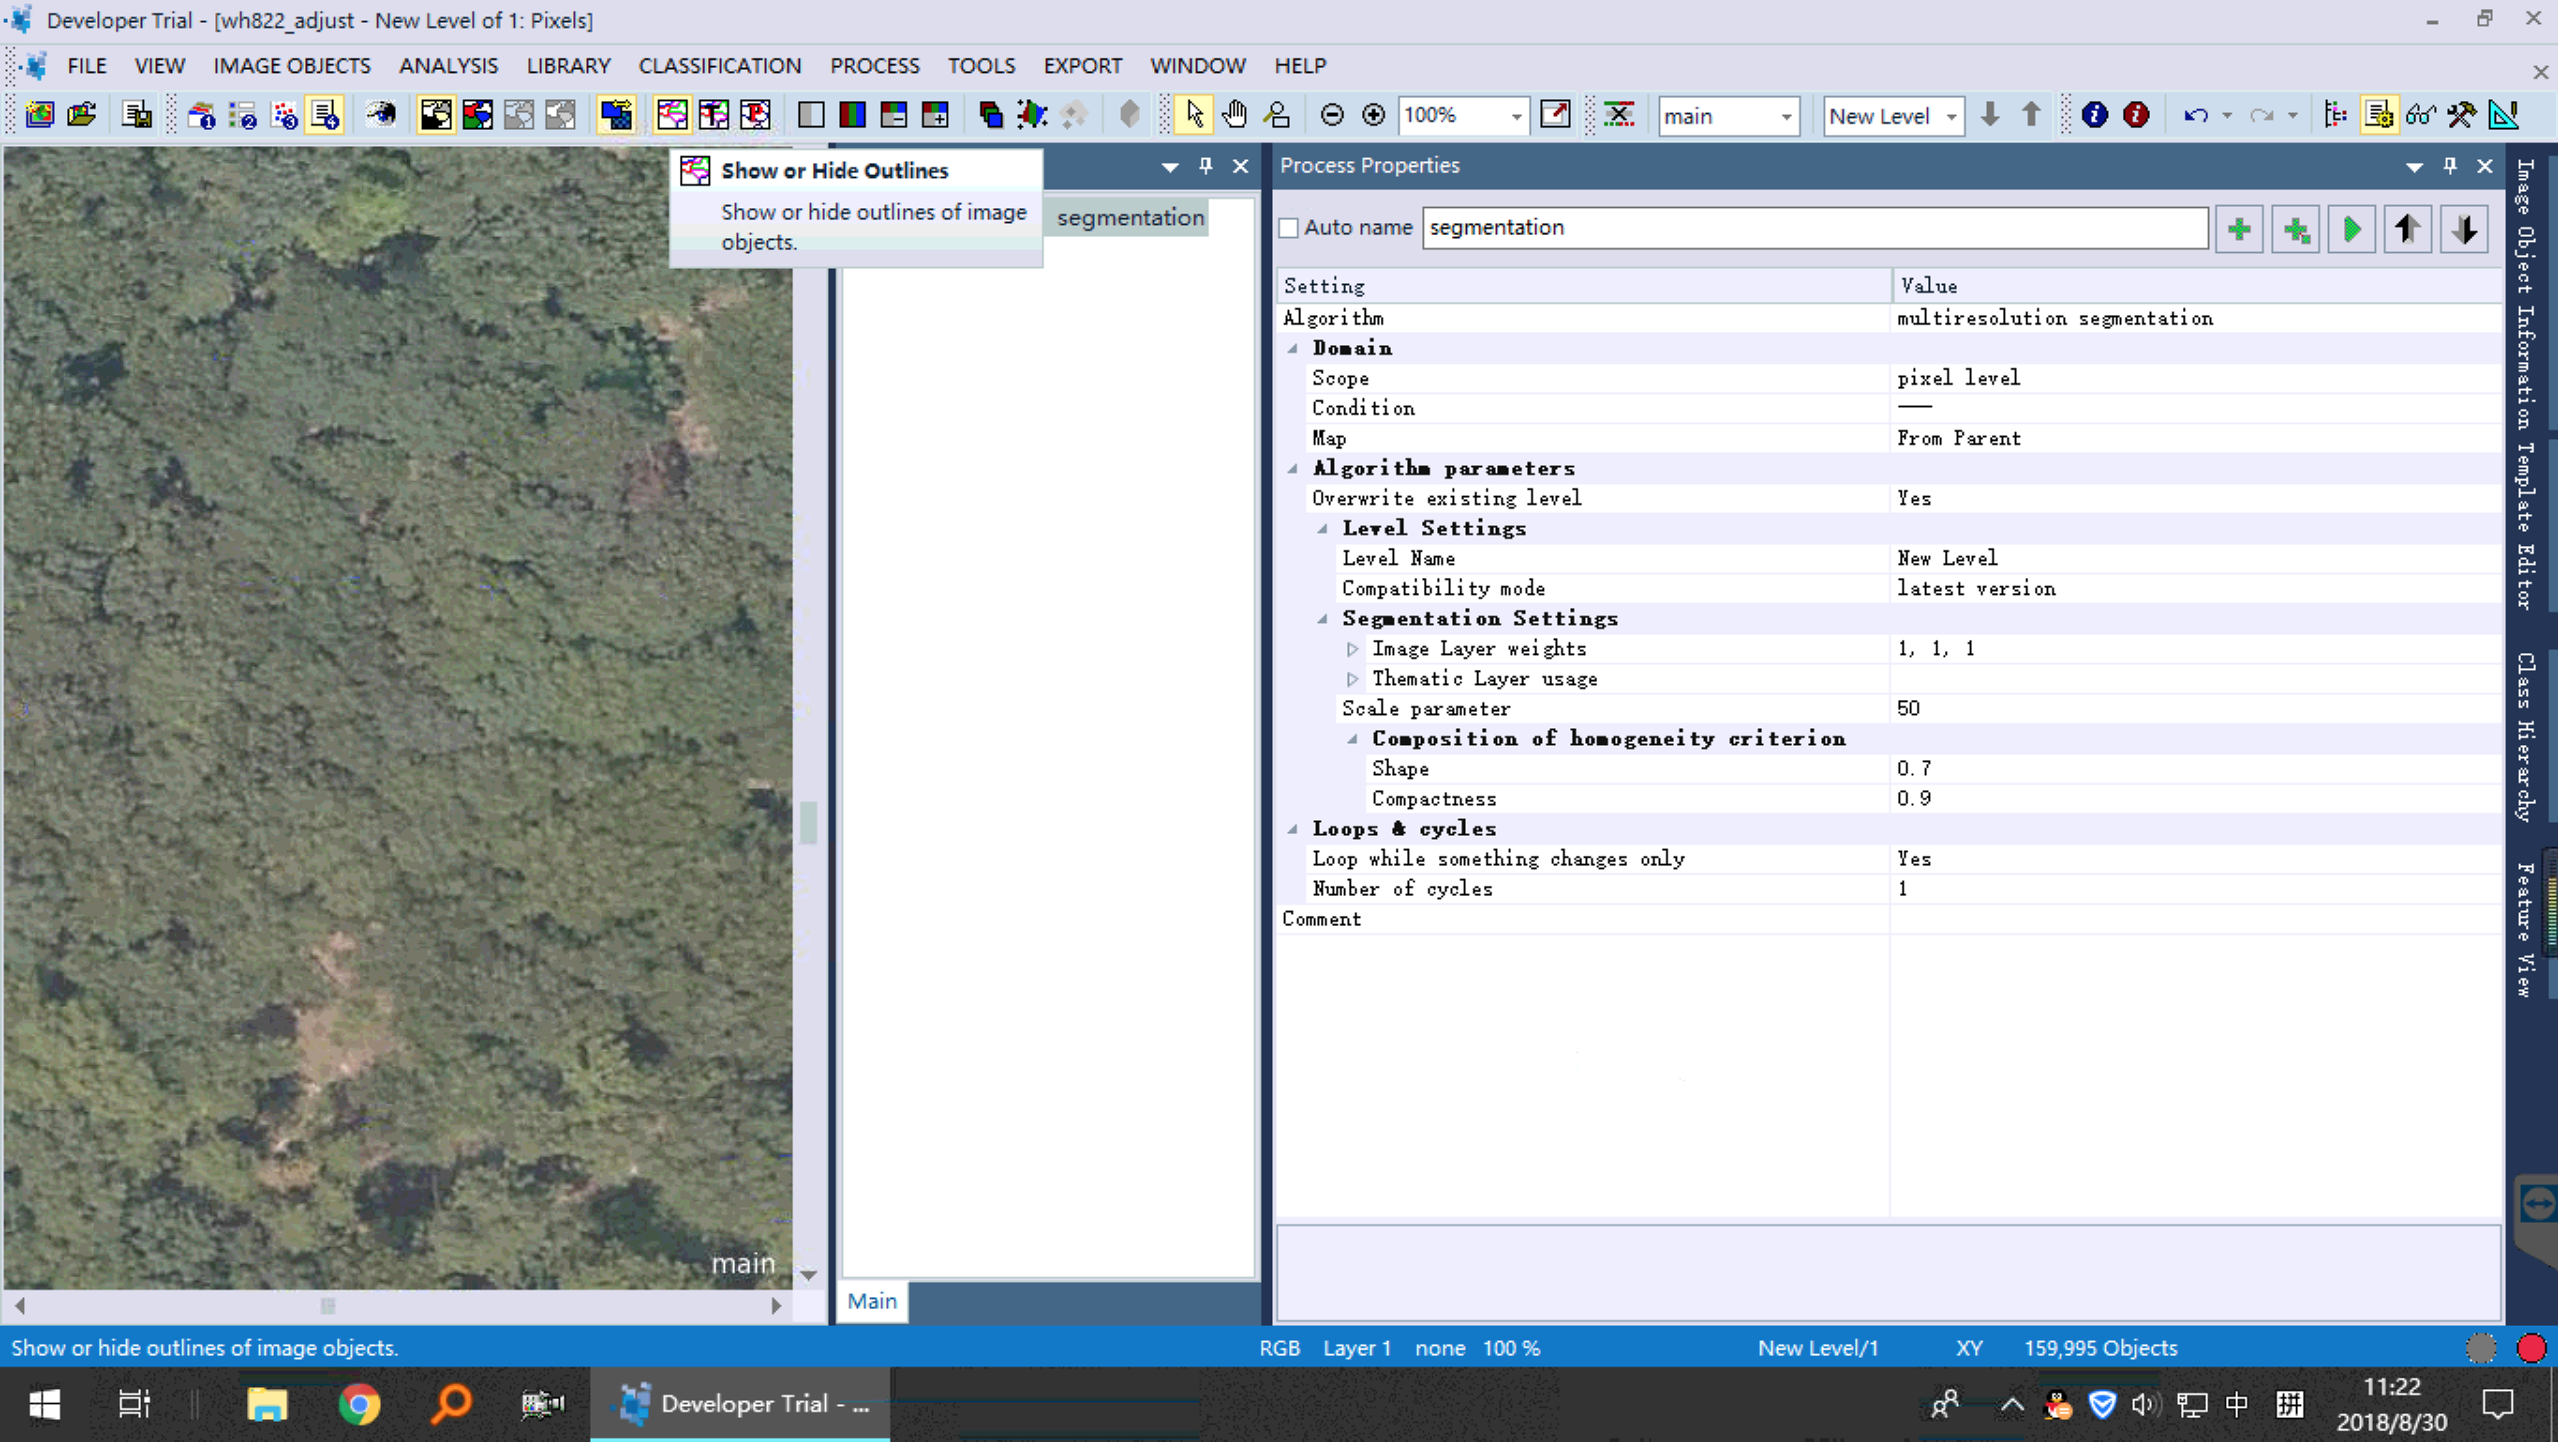 Developer Trial - [wh822_adjust - New Level of 1: Pixels]
FILE VIEW IMAGE OBJECTS ANALYSIS LIBRARY CLASSIFICATION PROCESS TOOLS EXPORT WINDOW HELP
100% main New Level
Show or Hide Outlines
Show or hide outlines of image
objects.
segmentation
main
Main
Process Properties
Auto name segmentation
Setting Value
Algorithm multiresolution segmentation
Domain
Scope pixel level
Condition ——
Map From Parent
Algorithm parameters
Overwrite existing level Yes
Level Settings
Level Name New Level
Compatibility mode latest version
Segmentation Settings
Image Layer weights 1, 1, 1
Thematic Layer usage
Scale parameter 50
Composition of homogeneity criterion
Shape 0.7
Compactness 0.9
Loops & cycles
Loop while something changes only Yes
Number of cycles 1
Comment
Image Object Information
Template Editor
Class Hierarchy
Feature View
Show or hide outlines of image objects.
RGB Layer 1 none 100 % New Level/1 XY 159,995 Objects
Developer Trial - ...
中 拼
11:22
2018/8/30